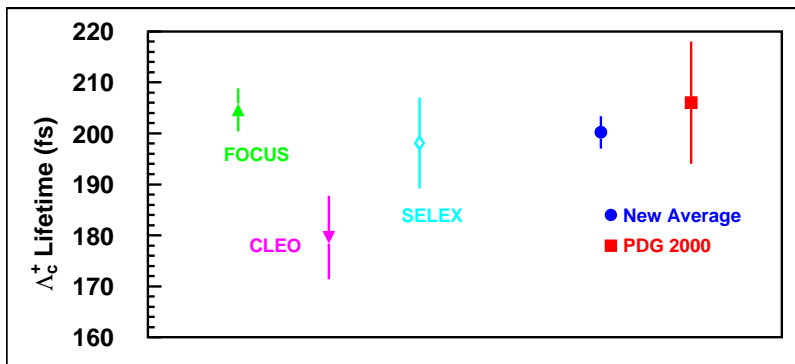 220
210
200
190
180
170
160
Λc+ Lifetime (fs)
FOCUS
CLEO
SELEX
New Average
PDG 2000